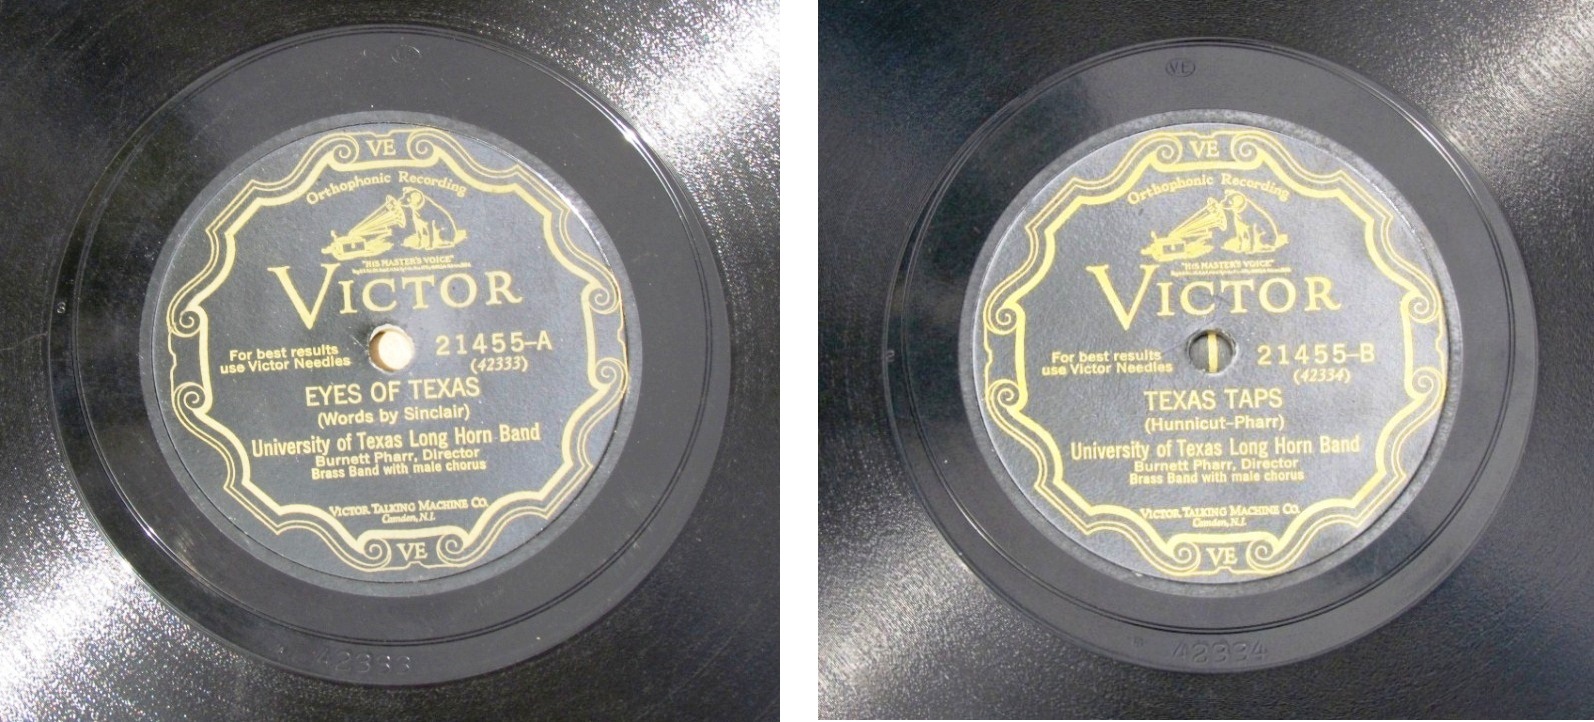 VE
Orthophonic Recording
"HIS MASTER'S VOICE"
VICTOR
For best results
use Victor Needles
21455-A
(42333)
EYES OF TEXAS
(Words by Sinclair)
University of Texas Long Horn Band
Burnett Pharr, Director
Brass Band with male chorus
VICTOR TALKING MACHINE CO.
Camden, N.J.
VE
42333
VE
VE
Orthophonic Recording
"HIS MASTER'S VOICE"
VICTOR
For best results
use Victor Needles
21455-B
(42334)
TEXAS TAPS
(Hunnicut-Pharr)
University of Texas Long Horn Band
Burnett Pharr, Director
Brass Band with male chorus
VICTOR TALKING MACHINE CO.
Camden, N.J.
VE
42334